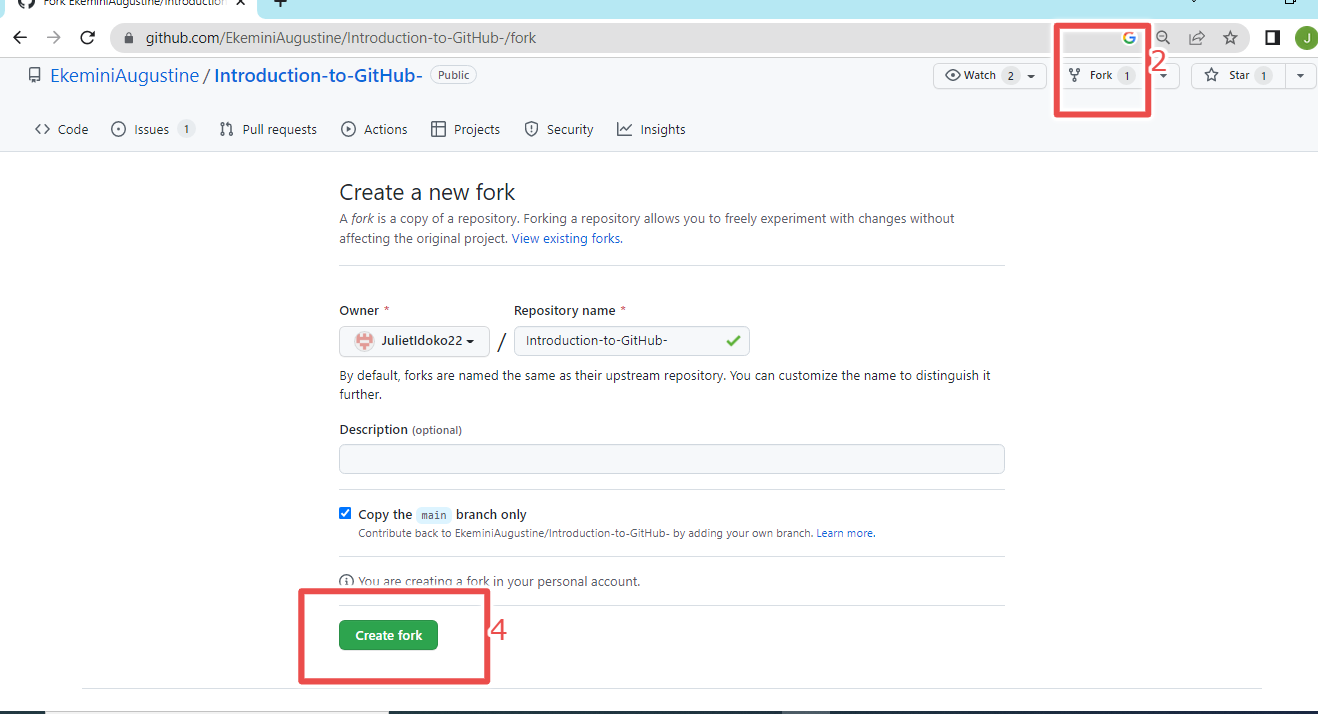 Fork EkeminiAugustine/Introduction
github.com/EkeminiAugustine/Introduction-to-GitHub-/fork
J
EkeminiAugustine / Introduction-to-GitHub- Public
Watch 2
Fork 1
2
Star 1
Code
Issues 1
Pull requests
Actions
Projects
Security
Insights
Create a new fork
A fork is a copy of a repository. Forking a repository allows you to freely experiment with changes without
affecting the original project. View existing forks.
Owner * Repository name *
JulietIdoko22 / Introduction-to-GitHub-
By default, forks are named the same as their upstream repository. You can customize the name to distinguish it
further.
Description (optional)
Copy the main branch only
Contribute back to EkeminiAugustine/Introduction-to-GitHub- by adding your own branch. Learn more.
You are creating a fork in your personal account.
Create fork
4